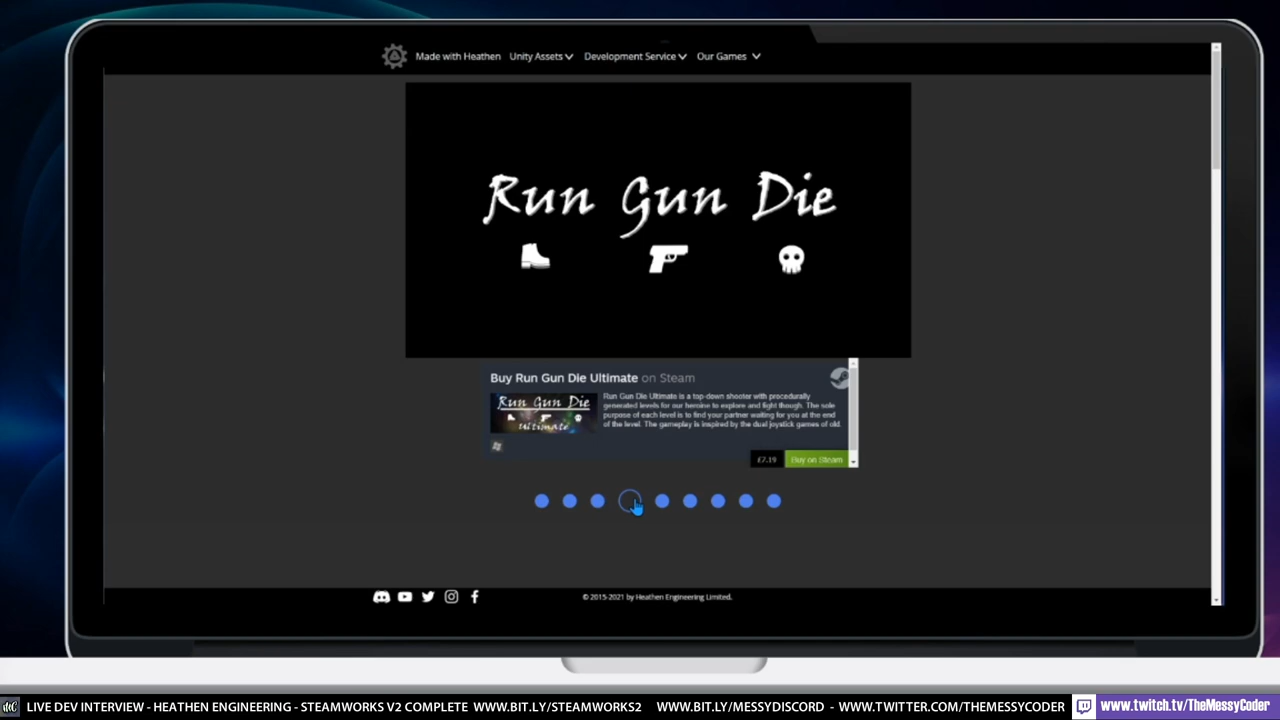 Made with Heathen Unity Assets Development Service Our Games
Run Gun Die
Buy Run Gun Die Ultimate on Steam
Run Gun Die
Ultimate
Run Gun Die Ultimate is a top-down shooter with procedurally
generated levels for our heroine to explore and fight though. The sole
purpose of each level is to find your partner waiting for you at the end
of the level. The gameplay is inspired by the dual joystick games of old.
£7.19 Buy on Steam
© 2015-2021 by Heathen Engineering Limited.
LIVE DEV INTERVIEW - HEATHEN ENGINEERING - STEAMWORKS V2 COMPLETE WWW.BIT.LY/STEAMWORKS2 WWW.BIT.LY/MESSYDISCORD - WWW.TWITTER.COM/THEMESSYCODER www.twitch.tv/TheMessyCoder